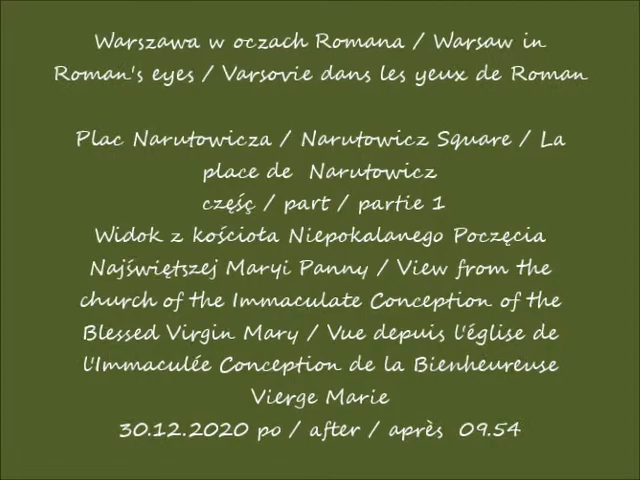 Warszawa w oczach Romana / Warsaw in
Roman's eyes / Varsovie dans les yeux de Roman
Plac Narutowicza / Narutowicz Square / La
place de Narutowicz
częśç / part / partie 1
Widok z kościoła Niepokalanego Poczęcia
Najświętszej Maryi Panny / View from the
church of the Immaculate Conception of the
Blessed Virgin Mary / Vue depuis l'église de
l'Immaculée Conception de la Bienheureuse
Vierge Marie
30.12.2020 po / after / après 09.54